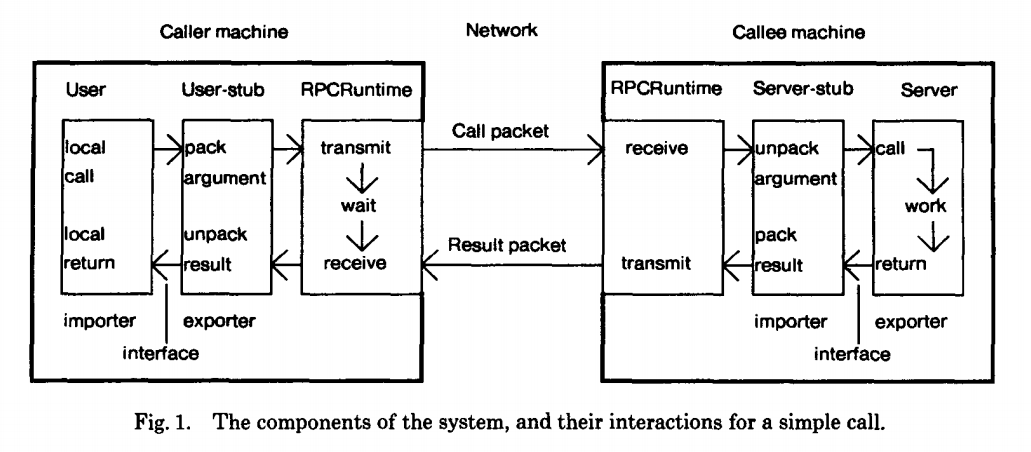 Caller machine Network Callee machine
User User-stub RPCRuntime RPCRuntime Server-stub Server
Call packet
local pack transmit receive unpack call
call argument argument
wait work
local unpack pack
Result packet
return result receive transmit result return
importer exporter importer exporter
interface interface
Fig. 1. The components of the system, and their interactions for a simple call.